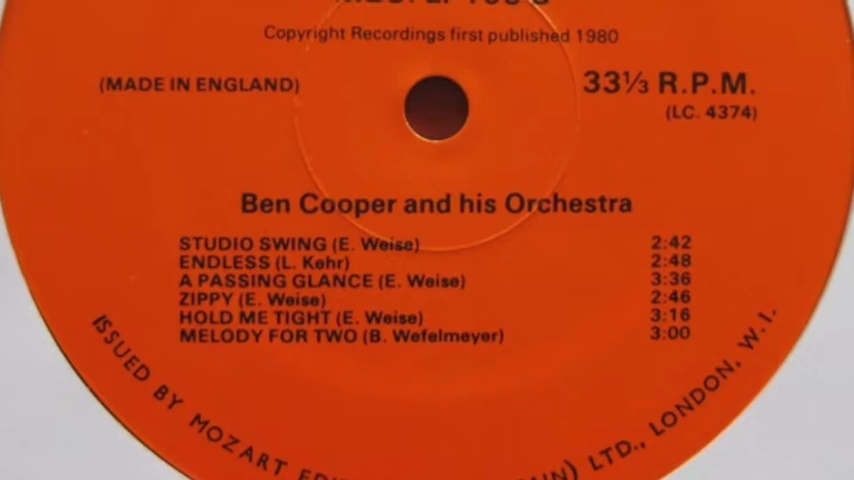 Copyright Recordings first published 1980
(MADE IN ENGLAND)
33⅓ R.P.M.
(LC. 4374)
Ben Cooper and his Orchestra
STUDIO SWING (E. Weise) 2:42
ENDLESS (L. Kehr) 2:48
A PASSING GLANCE (E. Weise) 3:36
ZIPPY (E. Weise) 2:46
HOLD ME TIGHT (E. Weise) 3:16
MELODY FOR TWO (B. Wefelmeyer) 3:00
ISSUED BY MOZART LTD., LONDON, W.1.